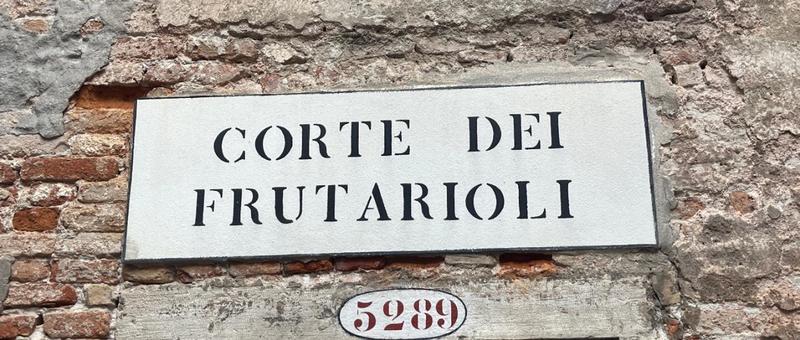 CORTE DEI
FRUTARIOLI
5289